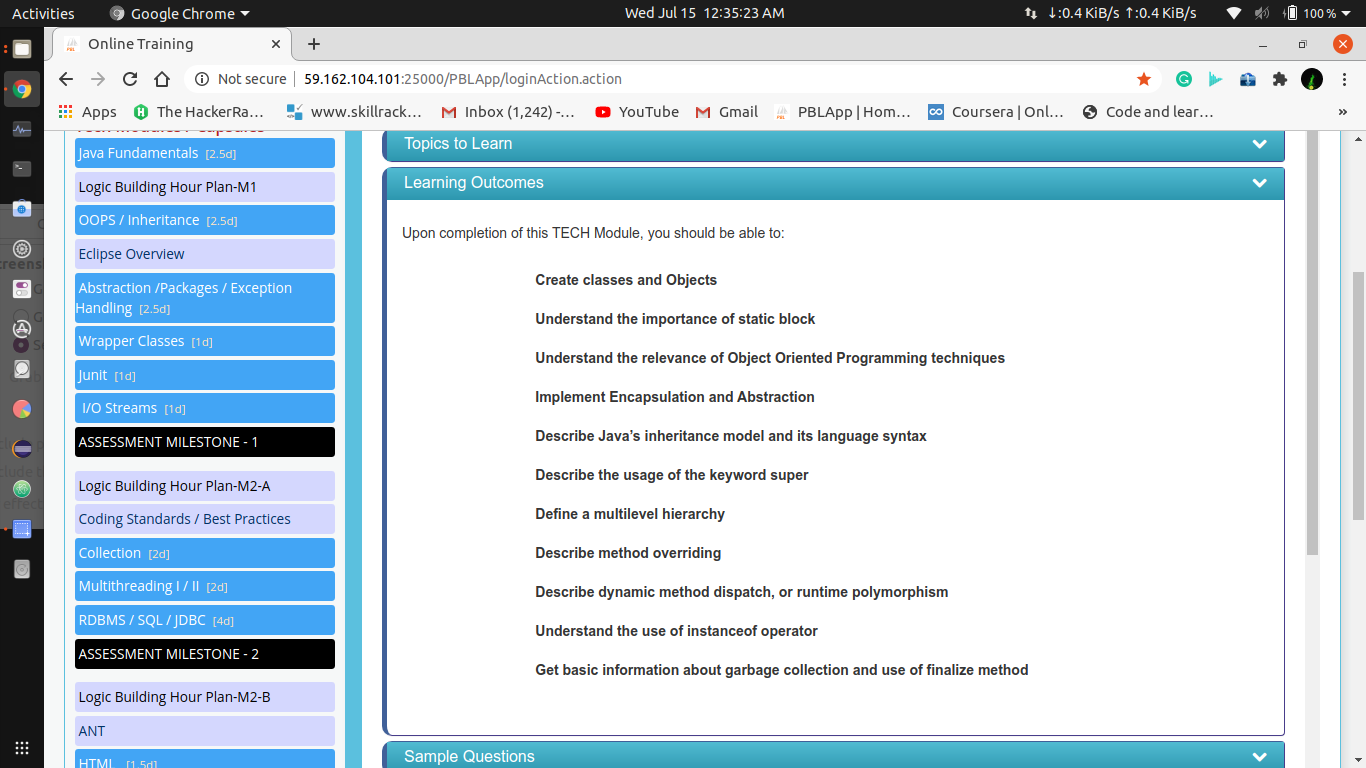 Activities
Google Chrome
Wed Jul 15 12:35:23 AM
↓:0.4 KiB/s ↑:0.4 KiB/s
100 %
Online Training
Not secure | 59.162.104.101:25000/PBLApp/loginAction.action
Apps
The HackerRa...
www.skillrack...
Inbox (1,242) -...
YouTube
Gmail
PBLApp | Hom...
Coursera | Onl...
Code and lear...
»
Java Fundamentals [2.5d]
Logic Building Hour Plan-M1
OOPS / Inheritance [2.5d]
Eclipse Overview
Abstraction /Packages / Exception
Handling [2.5d]
Wrapper Classes [1d]
Junit [1d]
I/O Streams [1d]
ASSESSMENT MILESTONE - 1
Logic Building Hour Plan-M2-A
Coding Standards / Best Practices
Collection [2d]
Multithreading I / II [2d]
RDBMS / SQL / JDBC [4d]
ASSESSMENT MILESTONE - 2
Logic Building Hour Plan-M2-B
ANT
HTML [1.5d]
Topics to Learn
Learning Outcomes
Upon completion of this TECH Module, you should be able to:
Create classes and Objects
Understand the importance of static block
Understand the relevance of Object Oriented Programming techniques
Implement Encapsulation and Abstraction
Describe Java's inheritance model and its language syntax
Describe the usage of the keyword super
Define a multilevel hierarchy
Describe method overriding
Describe dynamic method dispatch, or runtime polymorphism
Understand the use of instanceof operator
Get basic information about garbage collection and use of finalize method
Sample Questions